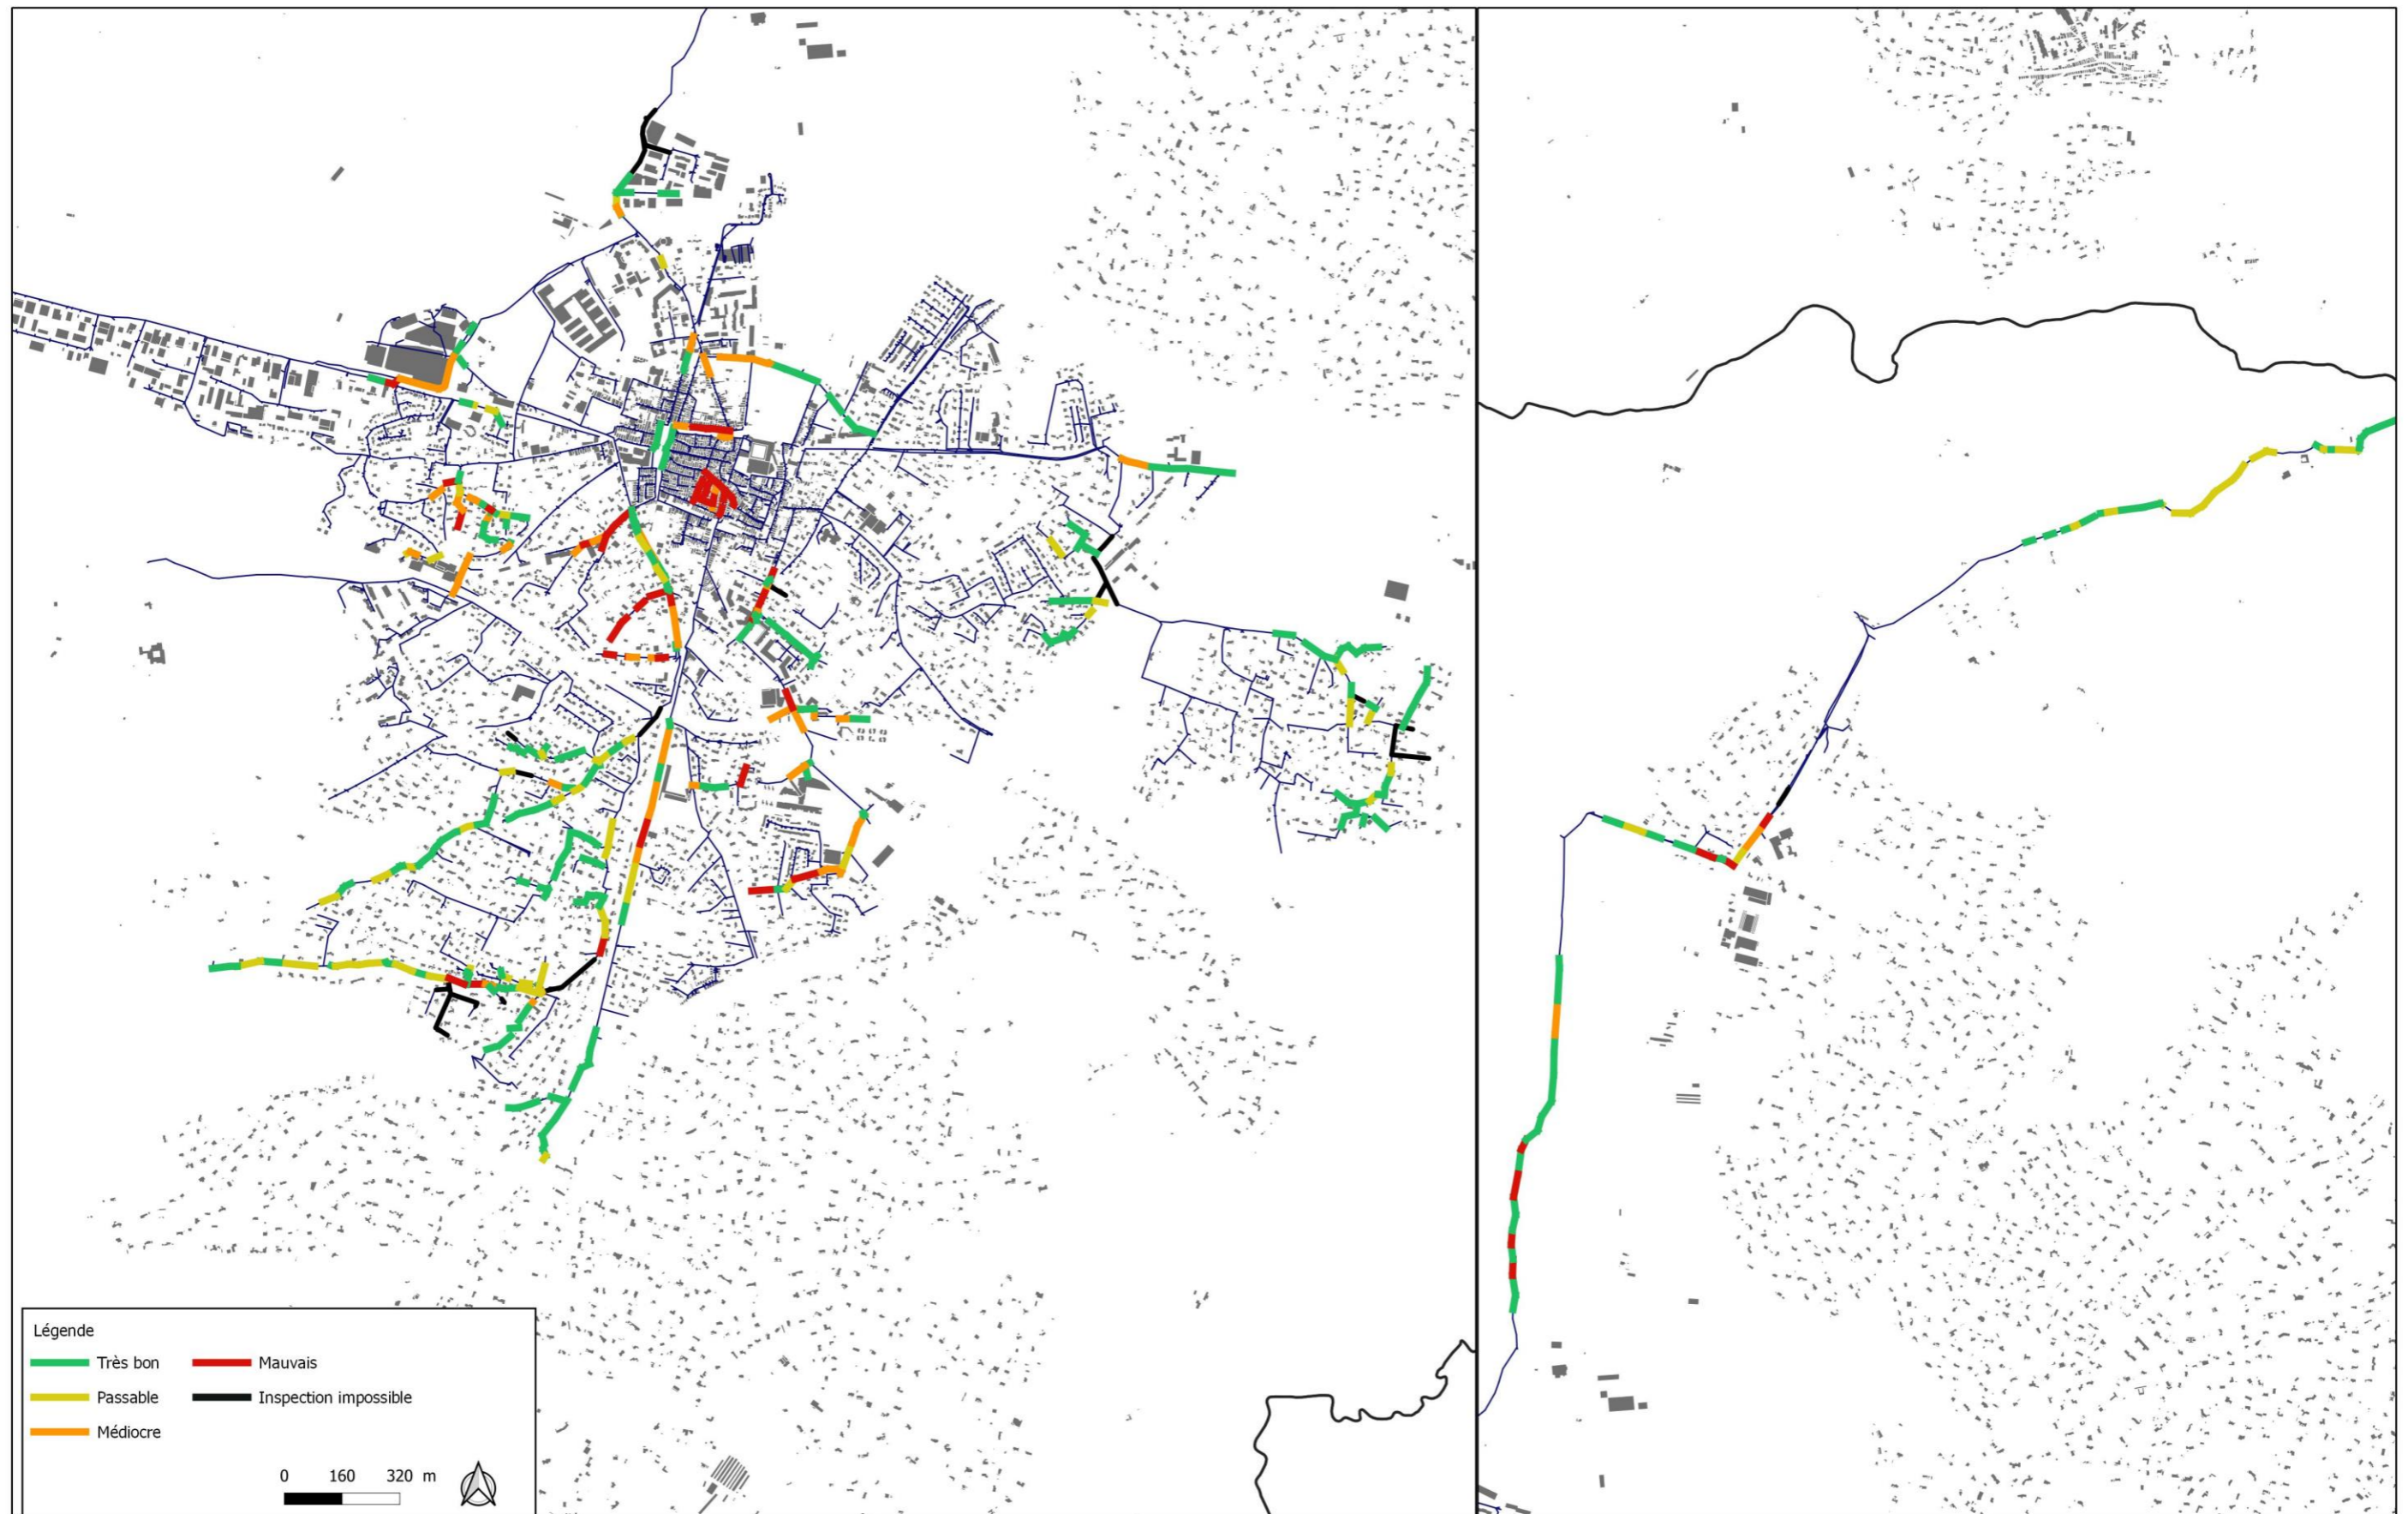 Légende
Très bon
Mauvais
Passable
Inspection impossible
Médiocre
0 160 320 m